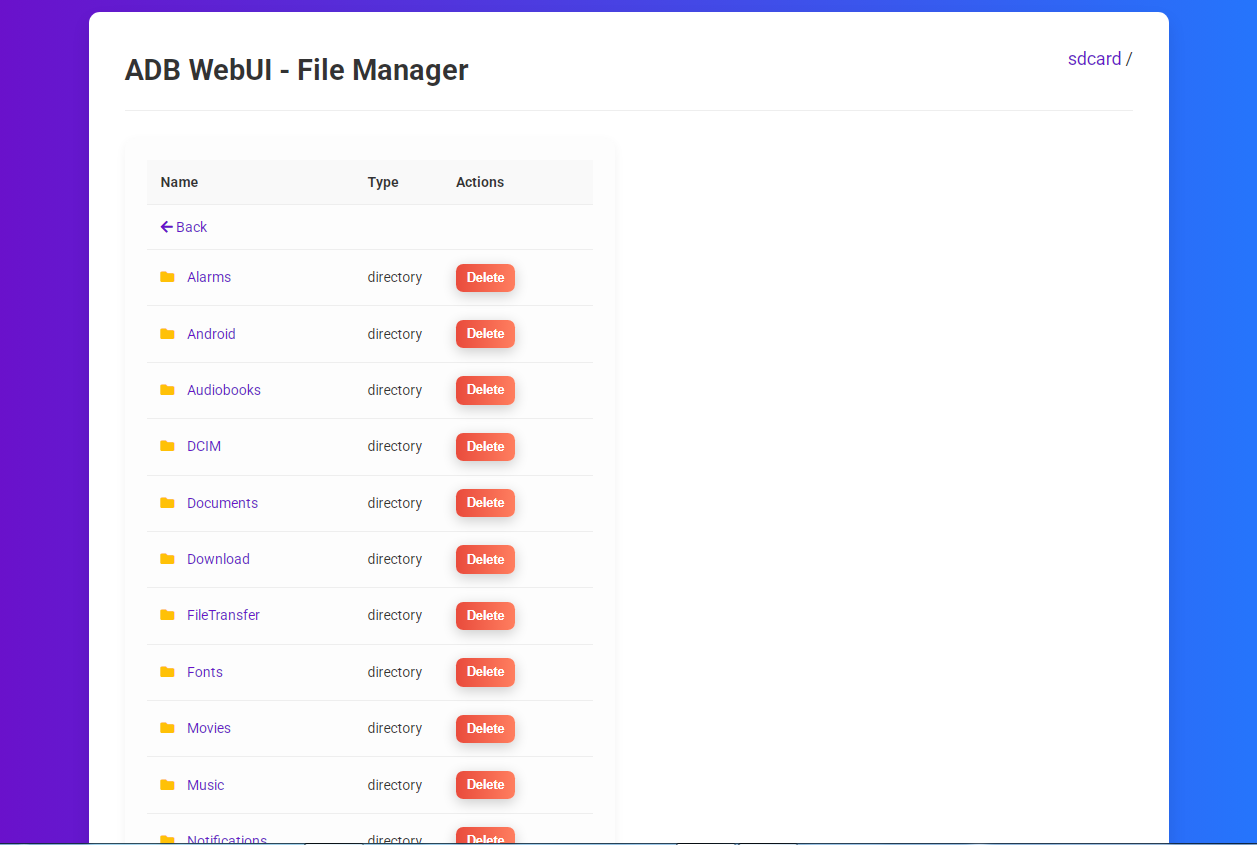 ADB WebUI - File Manager
sdcard /
Name Type Actions
Back
Alarms directory Delete
Android directory Delete
Audiobooks directory Delete
DCIM directory Delete
Documents directory Delete
Download directory Delete
FileTransfer directory Delete
Fonts directory Delete
Movies directory Delete
Music directory Delete
Notifications directory Delete